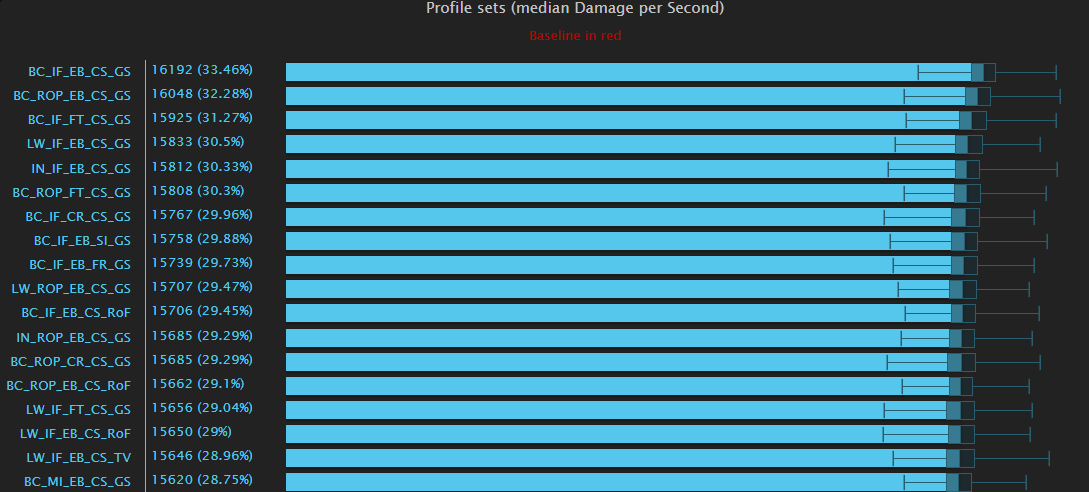 Profile sets (median Damage per Second)
Baseline in red
BC_IF_EB_CS_GS 16192 (33.46%)
BC_ROP_EB_CS_GS 16048 (32.28%)
BC_IF_FT_CS_GS 15925 (31.27%)
LW_IF_EB_CS_GS 15833 (30.5%)
IN_IF_EB_CS_GS 15812 (30.33%)
BC_ROP_FT_CS_GS 15808 (30.3%)
BC_IF_CR_CS_GS 15767 (29.96%)
BC_IF_EB_SI_GS 15758 (29.88%)
BC_IF_EB_FR_GS 15739 (29.73%)
LW_ROP_EB_CS_GS 15707 (29.47%)
BC_IF_EB_CS_RoF 15706 (29.45%)
IN_ROP_EB_CS_GS 15685 (29.29%)
BC_ROP_CR_CS_GS 15685 (29.29%)
BC_ROP_EB_CS_RoF 15662 (29.1%)
LW_IF_FT_CS_GS 15656 (29.04%)
LW_IF_EB_CS_RoF 15650 (29%)
LW_IF_EB_CS_TV 15646 (28.96%)
BC_MI_EB_CS_GS 15620 (28.75%)